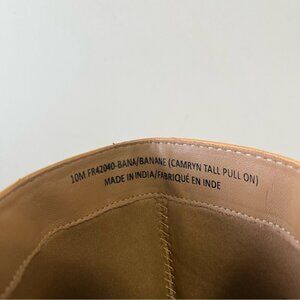 10M FR42040-BANA/BANANE (CAMRYN TALL PULL ON)
MADE IN INDIA/FABRIQUÉ EN INDE